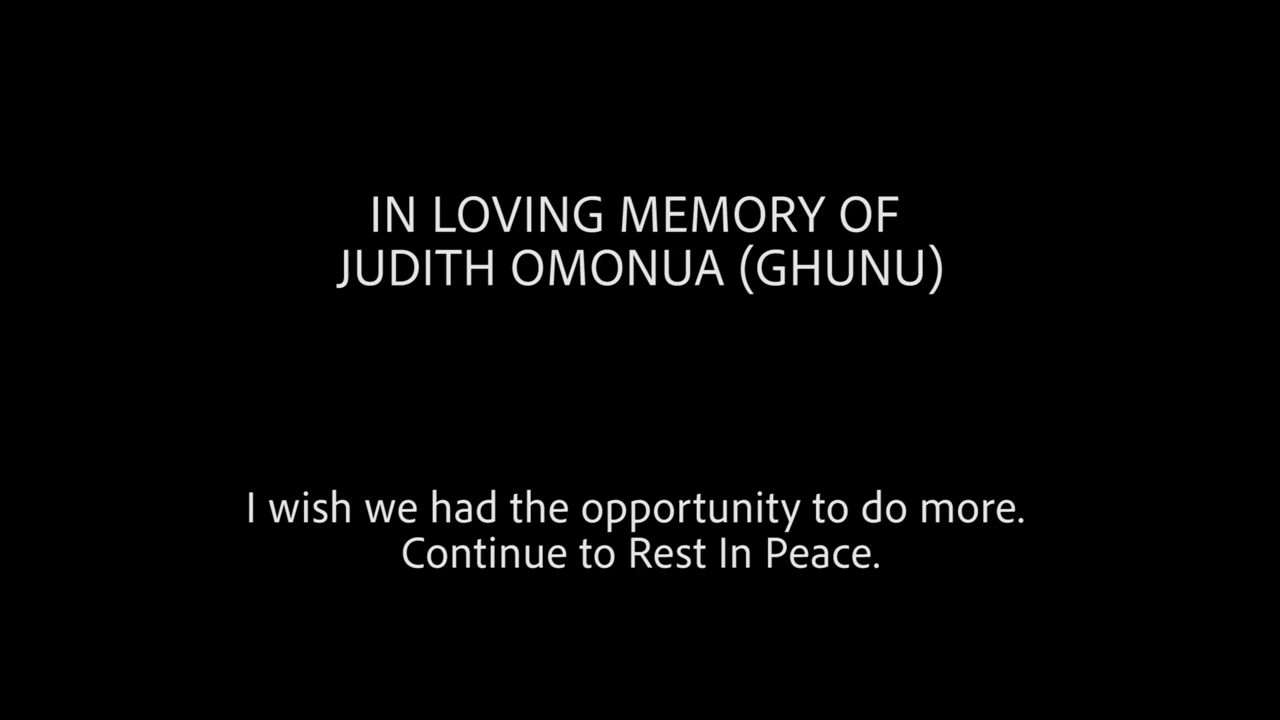 IN LOVING MEMORY OF
JUDITH OMONUA (GHUNU)
I wish we had the opportunity to do more.
Continue to Rest In Peace.